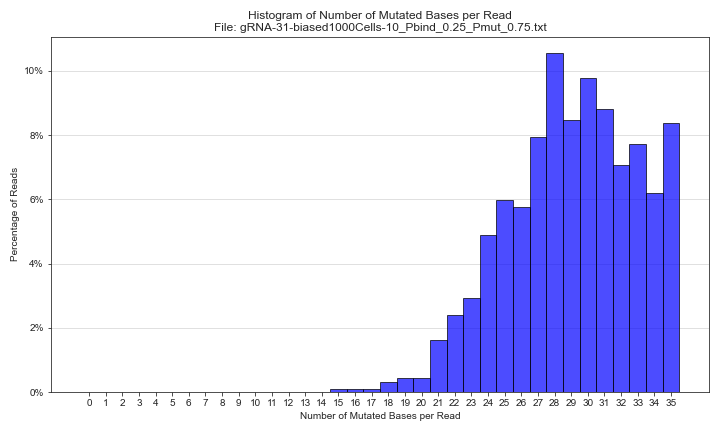 Histogram of Number of Mutated Bases per Read
File: gRNA-31-biased1000Cells-10_Pbind_0.25_Pmut_0.75.txt
10%
8%
6%
4%
2%
0%
Percentage of Reads
0 1 2 3 4 5 6 7 8 9 10 11 12 13 14 15 16 17 18 19 20 21 22 23 24 25 26 27 28 29 30 31 32 33 34 35
Number of Mutated Bases per Read